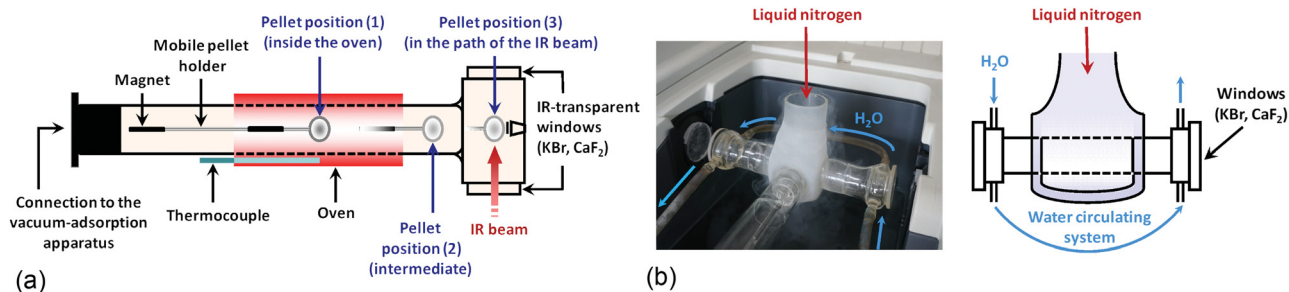 (a)
Pellet position (1)
(inside the oven)
Pellet position (3)
(in the path of the IR beam)
Mobile pellet
holder
Magnet
IR-transparent
windows
(KBr, CaF2)
Connection to the
vacuum-adsorption
apparatus
Thermocouple
Oven
Pellet
position (2)
(intermediate)
IR beam
(b)
Liquid nitrogen
H2O
Liquid nitrogen
H2O
Windows
(KBr, CaF2)
Water circulating
system